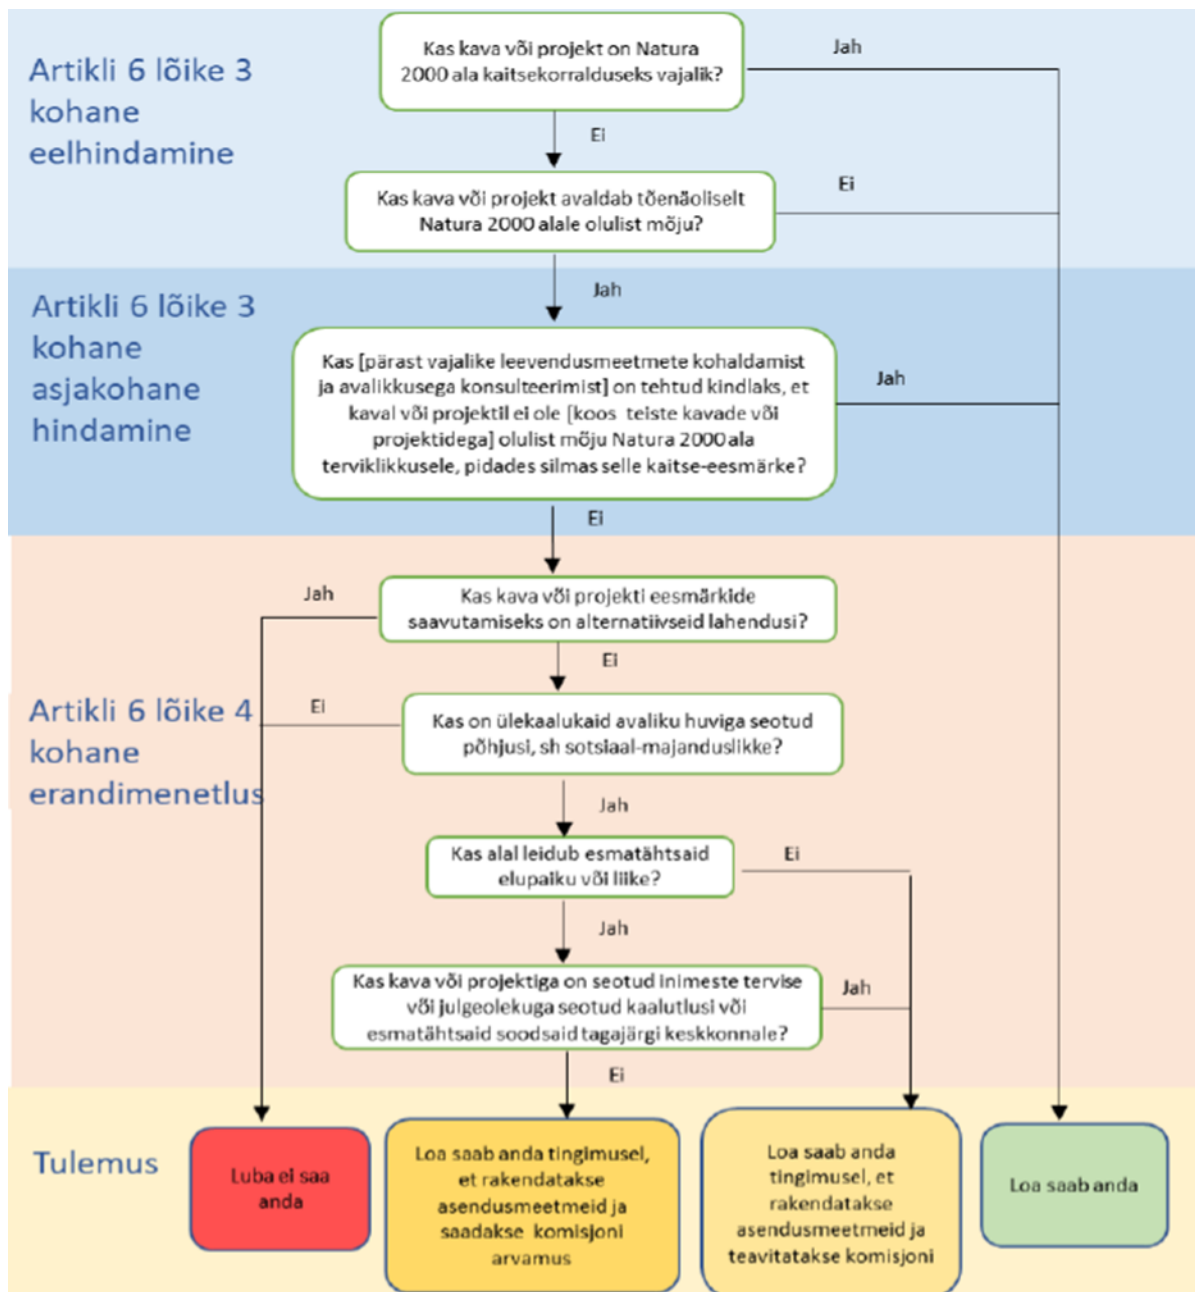 Artikli 6 lõike 3
kohane
eelhindamine
Kas kava või projekt on Natura
2000 ala kaitsekorralduseks vajalik?
Jah
Ei
Kas kava või projekt avaldab tõenäoliselt
Natura 2000 alale olulist mõju?
Ei
Jah
Artikli 6 lõike 3
kohane
asjakohane
hindamine
Kas [pärast vajalike leevendusmeetmete kohaldamist
ja avalikkusega konsulteerimist] on tehtud kindlaks, et
kaval või projektil ei ole [koos teiste kavade või
projektidega] olulist mõju Natura 2000 ala
terviklikkusele, pidades silmas selle kaitse-eesmärke?
Jah
Ei
Artikli 6 lõike 4
kohane
erandimenetlus
Kas kava või projekti eesmärkide
saavutamiseks on alternatiivseid lahendusi?
Jah
Ei
Kas on ülekaalukaid avaliku huviga seotud
põhjusi, sh sotsiaal-majanduslikke?
Ei
Jah
Kas alal leidub esmatähtsaid
elupaiku või liike?
Ei
Jah
Kas kava või projektiga on seotud inimeste tervise
või julgeolekuga seotud kaalutlusi või
esmatähtsaid soodsaid tagajärgi keskkonnale?
Jah
Ei
Tulemus
Luba ei saa
anda
Loa saab anda tingimusel,
et rakendatakse
asendusmeetmeid ja
saadakse komisjoni
arvamus
Loa saab anda
tingimusel, et
rakendatakse
asendusmeetmeid ja
teavitatakse komisjoni
Loa saab anda